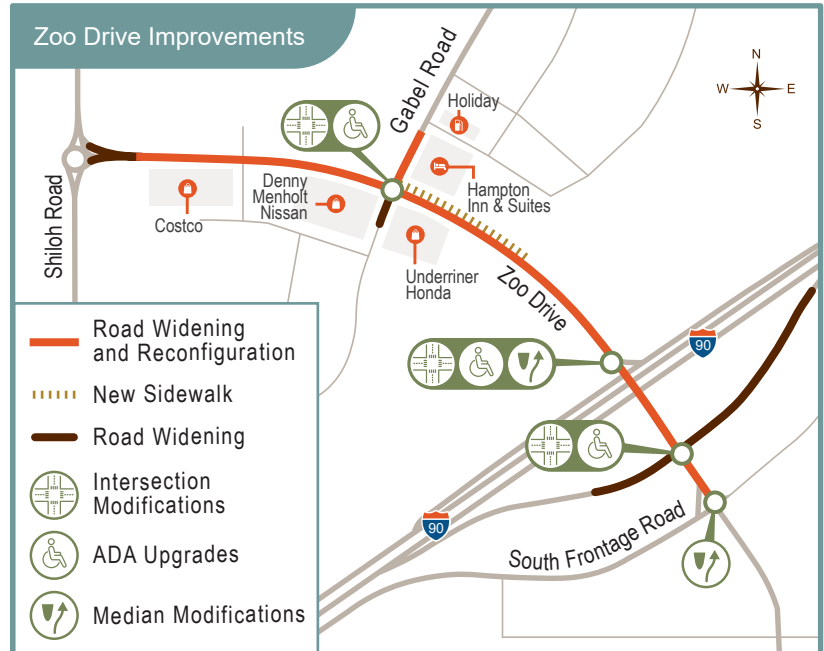 Zoo Drive Improvements
N
W E
S
Gabel Road
Holiday
Shiloh Road
Costco
Denny
Menholt
Nissan
Hampton
Inn & Suites
Underriner
Honda
Zoo Drive
90
90
South Frontage Road
Road Widening
and Reconfiguration
New Sidewalk
Road Widening
Intersection
Modifications
ADA Upgrades
Median Modifications